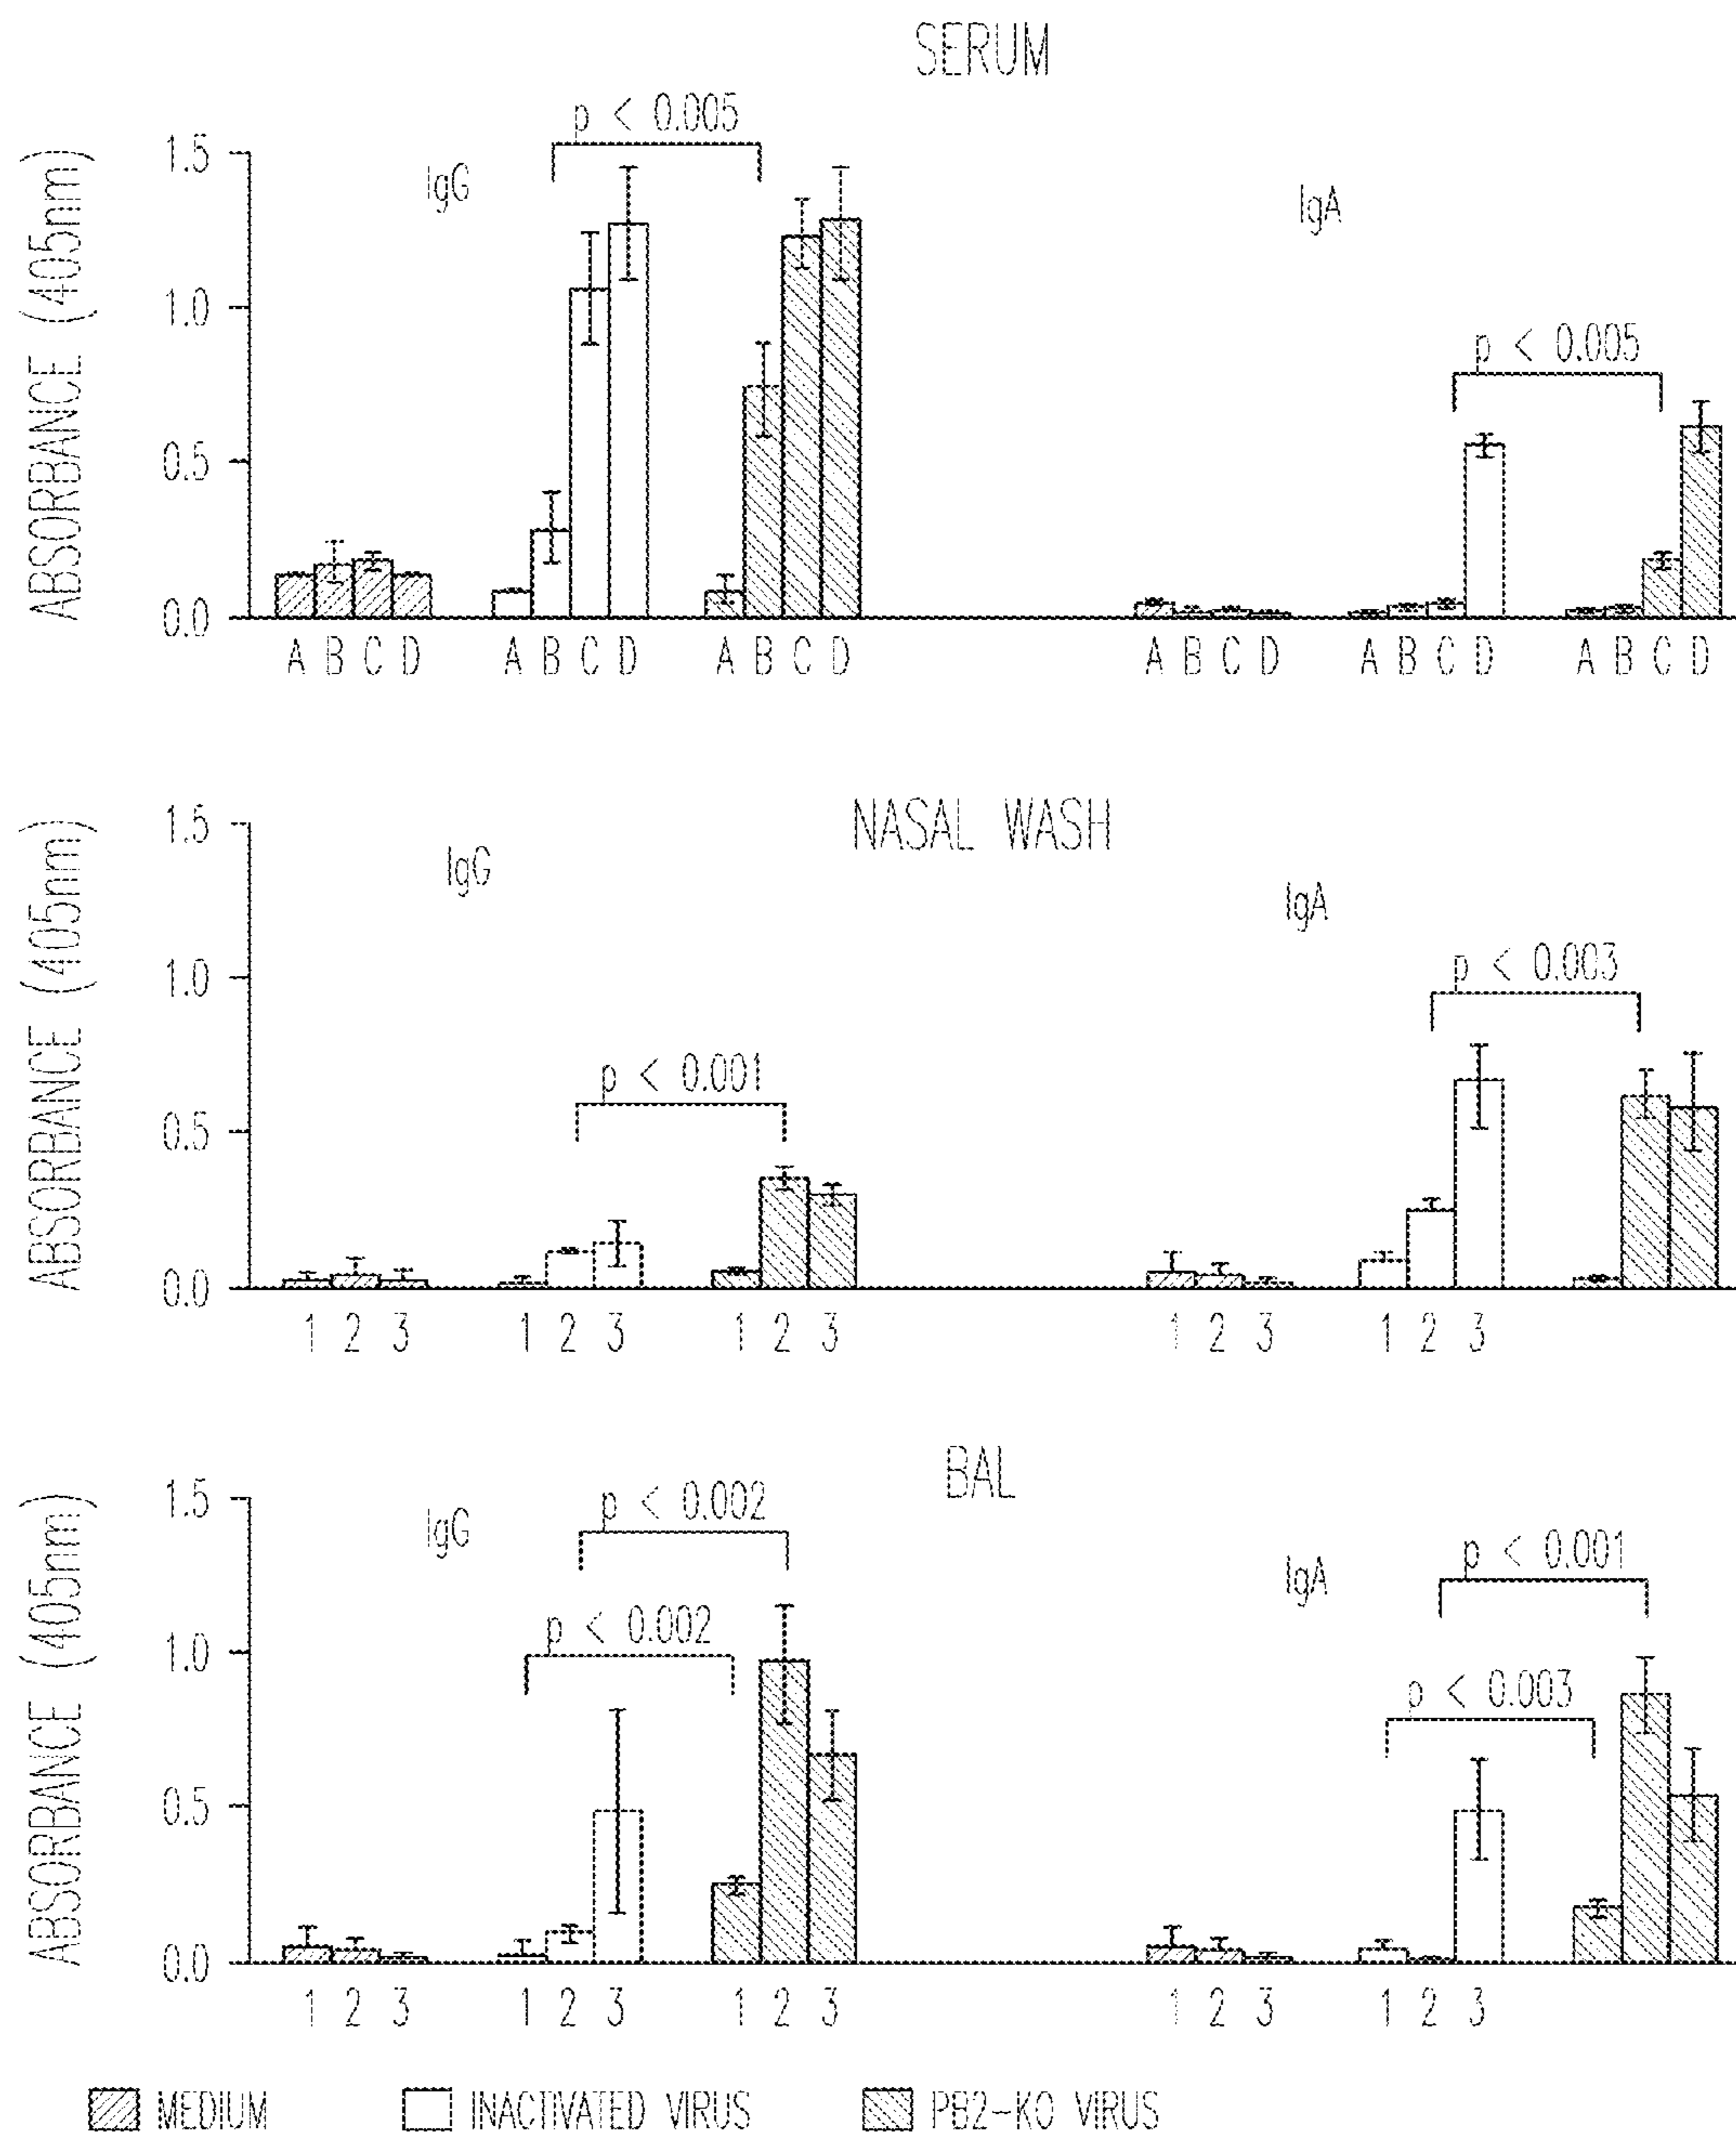 SERUM
ABSORBANCE (405nm)
1.5
1.0
0.5
0.0
IgG
p < 0.005
IgA
p < 0.005
A B C D A B C D A B C D A B C D A B C D A B C D
NASAL WASH
ABSORBANCE (405nm)
1.5
1.0
0.5
0.0
IgG
p < 0.001
IgA
p < 0.003
1 2 3 1 2 3 1 2 3 1 2 3 1 2 3
BAL
ABSORBANCE (405nm)
1.5
1.0
0.5
0.0
IgG
p < 0.002
p < 0.002
IgA
p < 0.001
p < 0.003
1 2 3 1 2 3 1 2 3 1 2 3 1 2 3
MEDIUM INACTIVATED VIRUS PB2-KO VIRUS